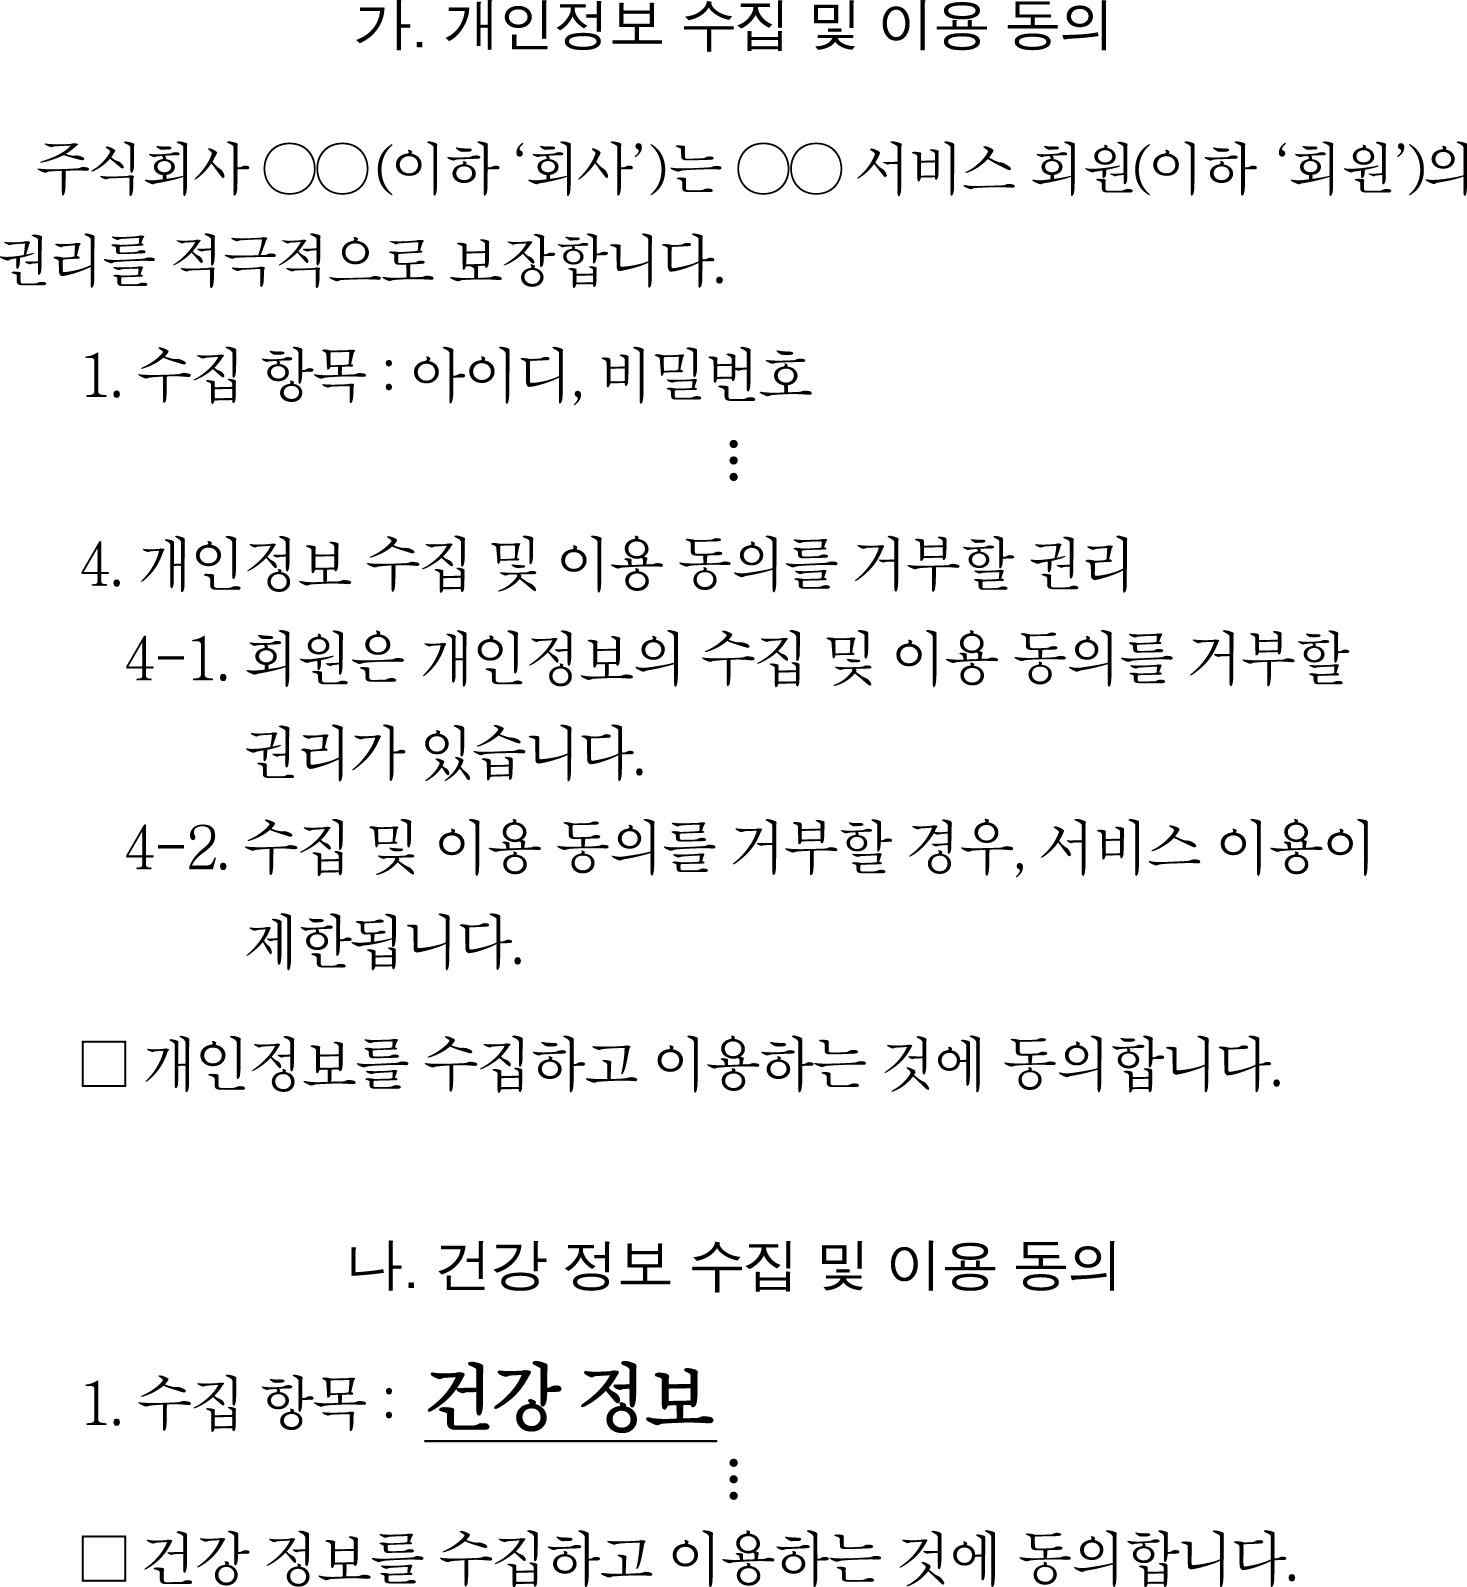 가. 개인정보 수집 및 이용 동의
주식회사 ○○(이하 ‘회사’)는 ○○ 서비스 회원(이하 ‘회원’)의
권리를 적극적으로 보장합니다.
1. 수집 항목 : 아이디, 비밀번호
⋮
4. 개인정보 수집 및 이용 동의를 거부할 권리
4-1. 회원은 개인정보의 수집 및 이용 동의를 거부할
권리가 있습니다.
4-2. 수집 및 이용 동의를 거부할 경우, 서비스 이용이
제한됩니다.
□ 개인정보를 수집하고 이용하는 것에 동의합니다.
나. 건강 정보 수집 및 이용 동의
1. 수집 항목 : 건강 정보
⋮
□ 건강 정보를 수집하고 이용하는 것에 동의합니다.